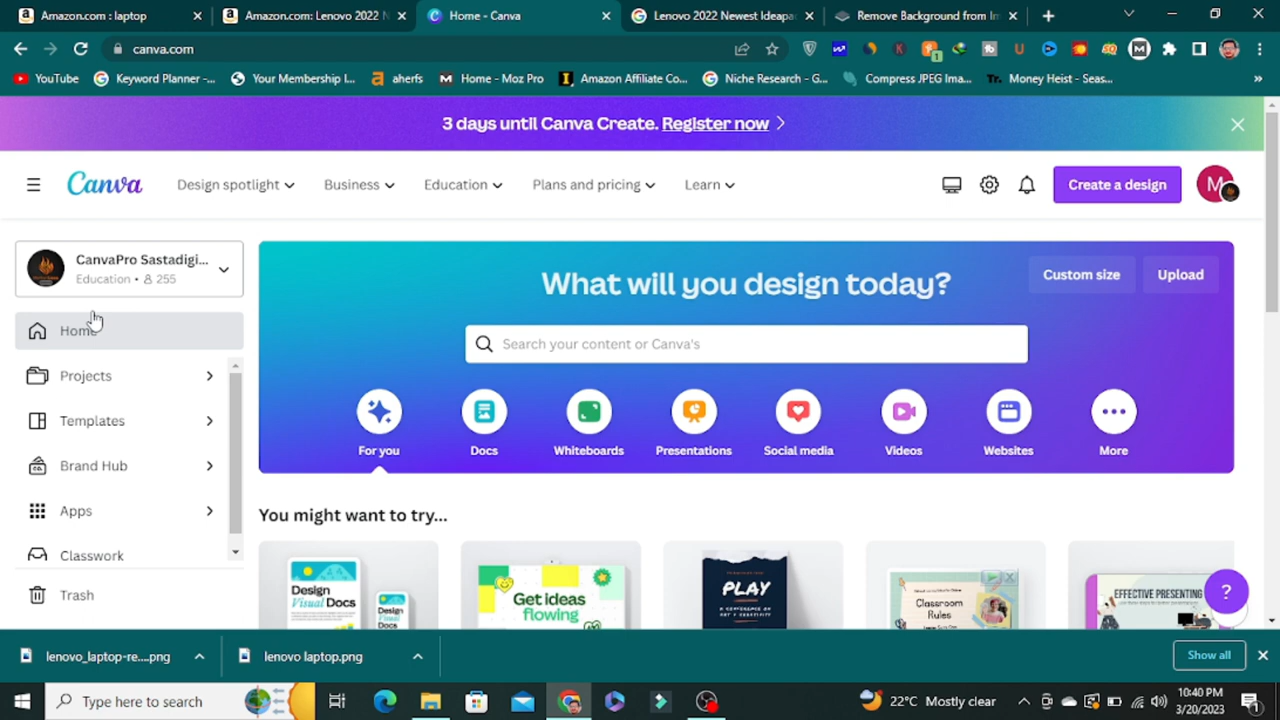 Amazon.com : laptop
Amazon.com: Lenovo 2022 N
Home - Canva
Lenovo 2022 Newest Ideapa
Remove Background from Im
canva.com
YouTube
Keyword Planner -...
Your Membership I...
aherfs
Home - Moz Pro
Amazon Affiliate Co...
Niche Research - G...
Compress JPEG Ima...
Money Heist - Seas...
3 days until Canva Create. Register now
Canva
Design spotlight
Business
Education
Plans and pricing
Learn
Create a design
M
CanvaPro Sastadigi...
Education • 255
Home
Projects
Templates
Brand Hub
Apps
Classwork
Trash
What will you design today?
Custom size
Upload
Search your content or Canva's
For you
Docs
Whiteboards
Presentations
Social media
Videos
Websites
More
You might want to try...
Design
Visual Docs
Get ideas
flowing
PLAY
Classroom
Rules
EFFECTIVE PRESENTING
?
lenovo_laptop-re....png
lenovo laptop.png
Show all
Type here to search
22°C Mostly clear
10:40 PM
3/20/2023